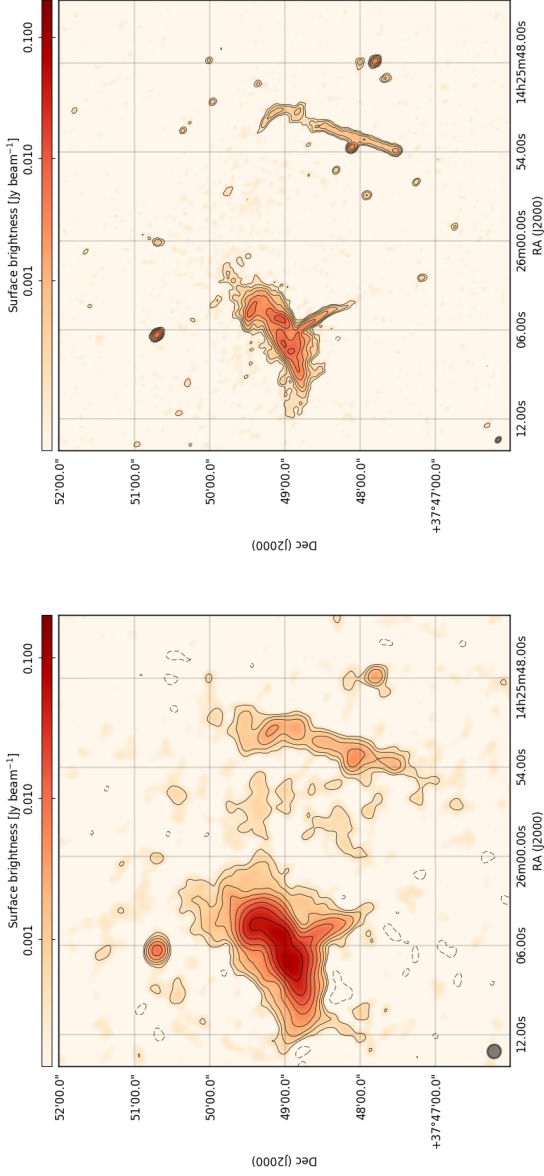 Surface brightness [Jy beam⁻¹]
0.001
0.010
0.100
52'00.0"
51'00.0"
50'00.0"
49'00.0"
48'00.0"
+37°47'00.0"
Dec (J2000)
12.00s
06.00s
26m00.00s
54.00s
14h25m48.00s
RA (J2000)
Surface brightness [Jy beam⁻¹]
0.001
0.010
0.100
52'00.0"
51'00.0"
50'00.0"
49'00.0"
48'00.0"
+37°47'00.0"
Dec (J2000)
12.00s
06.00s
26m00.00s
54.00s
14h25m48.00s
RA (J2000)